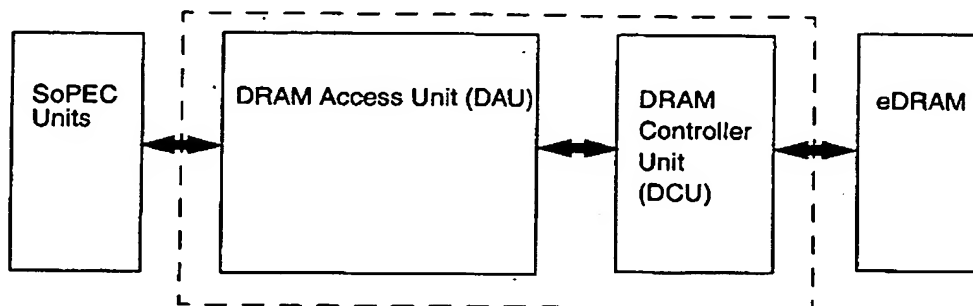 SoPEC
Units
DRAM Access Unit (DAU)
DRAM
Controller
Unit
(DCU)
eDRAM